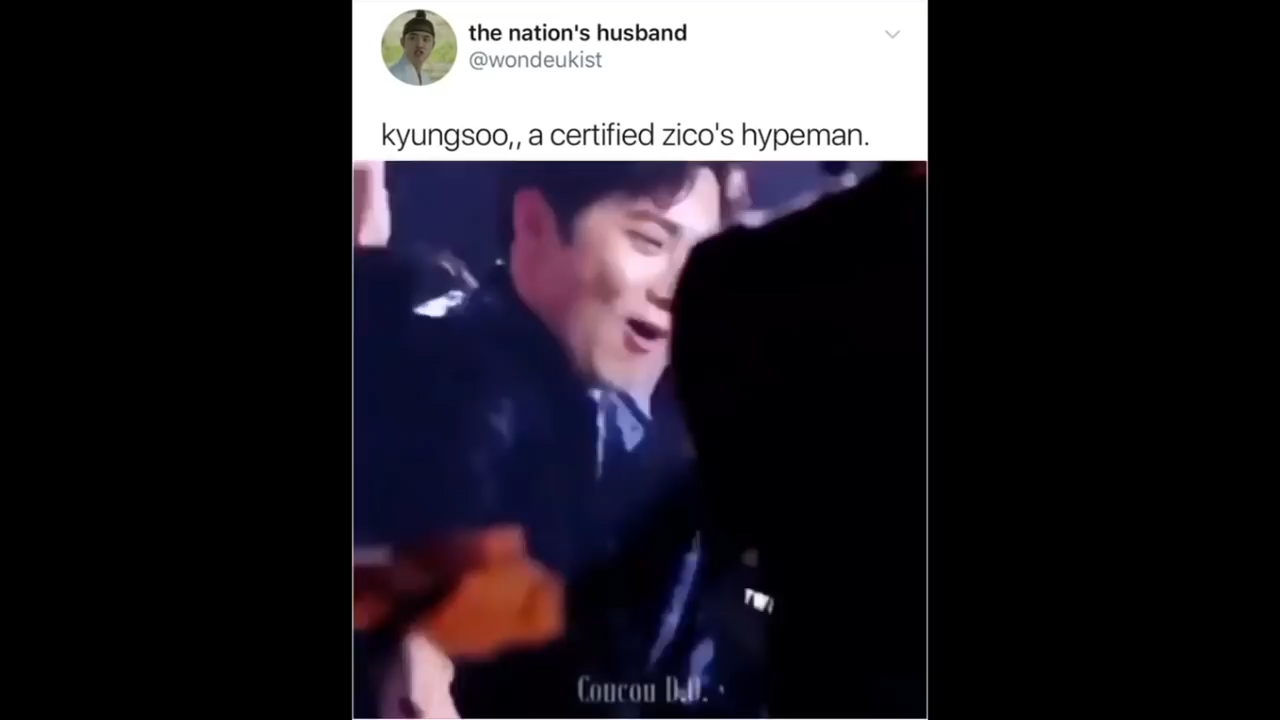 the nation's husband
@wondeukist
kyungsoo,, a certified zico's hypeman.
Coucou D.O.